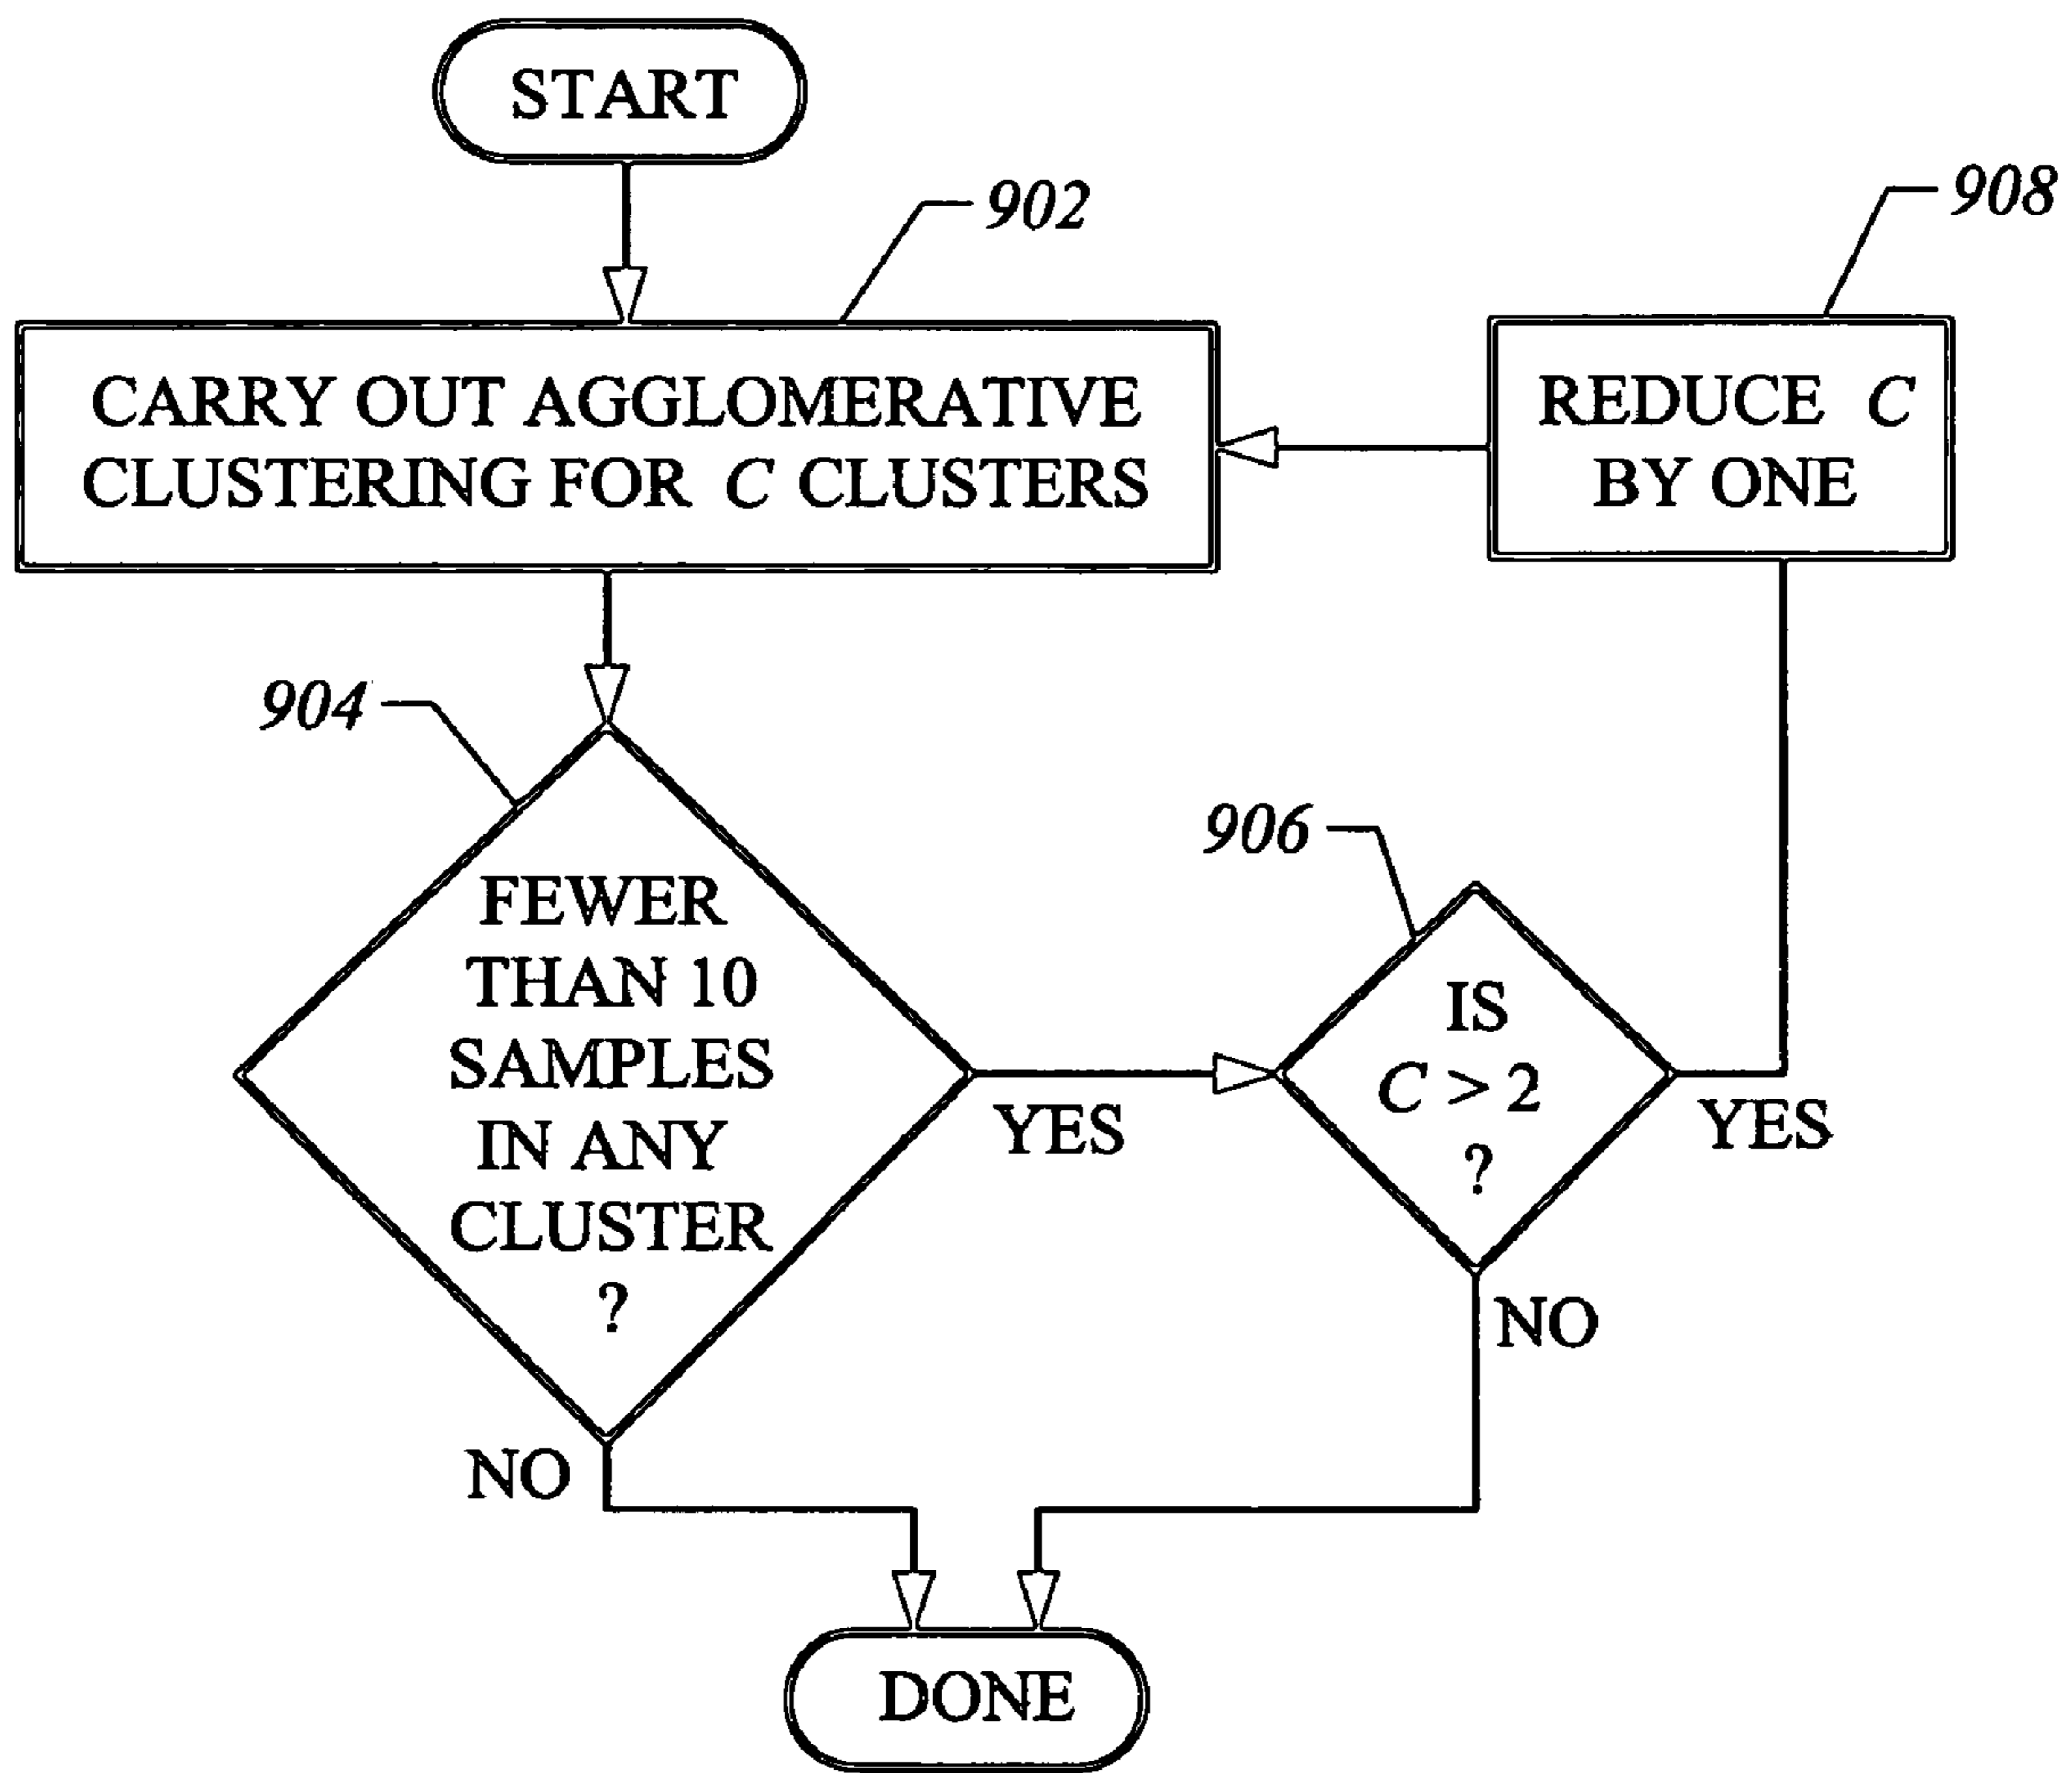 START
902
908
CARRY OUT AGGLOMERATIVE
CLUSTERING FOR C CLUSTERS
REDUCE C
BY ONE
904
906
FEWER
THAN 10
SAMPLES
IN ANY
CLUSTER
?
YES
IS
C > 2
?
YES
NO
NO
DONE